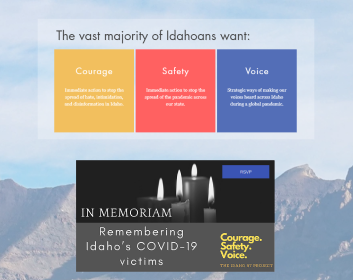 The vast majority of Idahoans want:
Courage
Immediate action to stop the
spread of hate, intimidation,
and disinformation in Idaho.
Safety
Immediate action to stop the
spread of the pandemic across
our state.
Voice
Strategic ways of making our
voices heard across Idaho
during a global pandemic.
RSVP
IN MEMORIAM
Remembering
Idaho's COVID-19
victims
Courage.
Safety.
Voice.
THE IDAHO 97 PROJECT